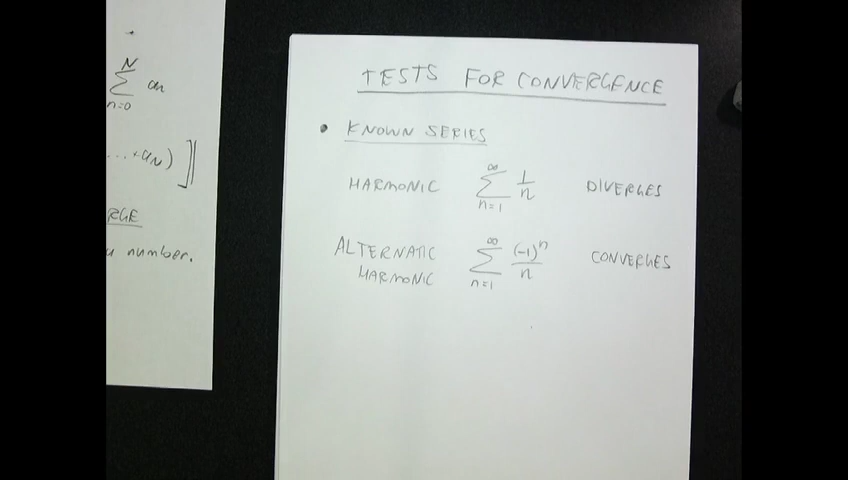 N
∑ an
n=0
...+aN) ]]
RGE
number.
TESTS FOR CONVERGENCE
• KNOWN SERIES
HARMONIC ∞∑n=1 1/n DIVERGES
ALTERNATIC ∞∑n=1 (-1)^n/n CONVERGES
HARMONIC